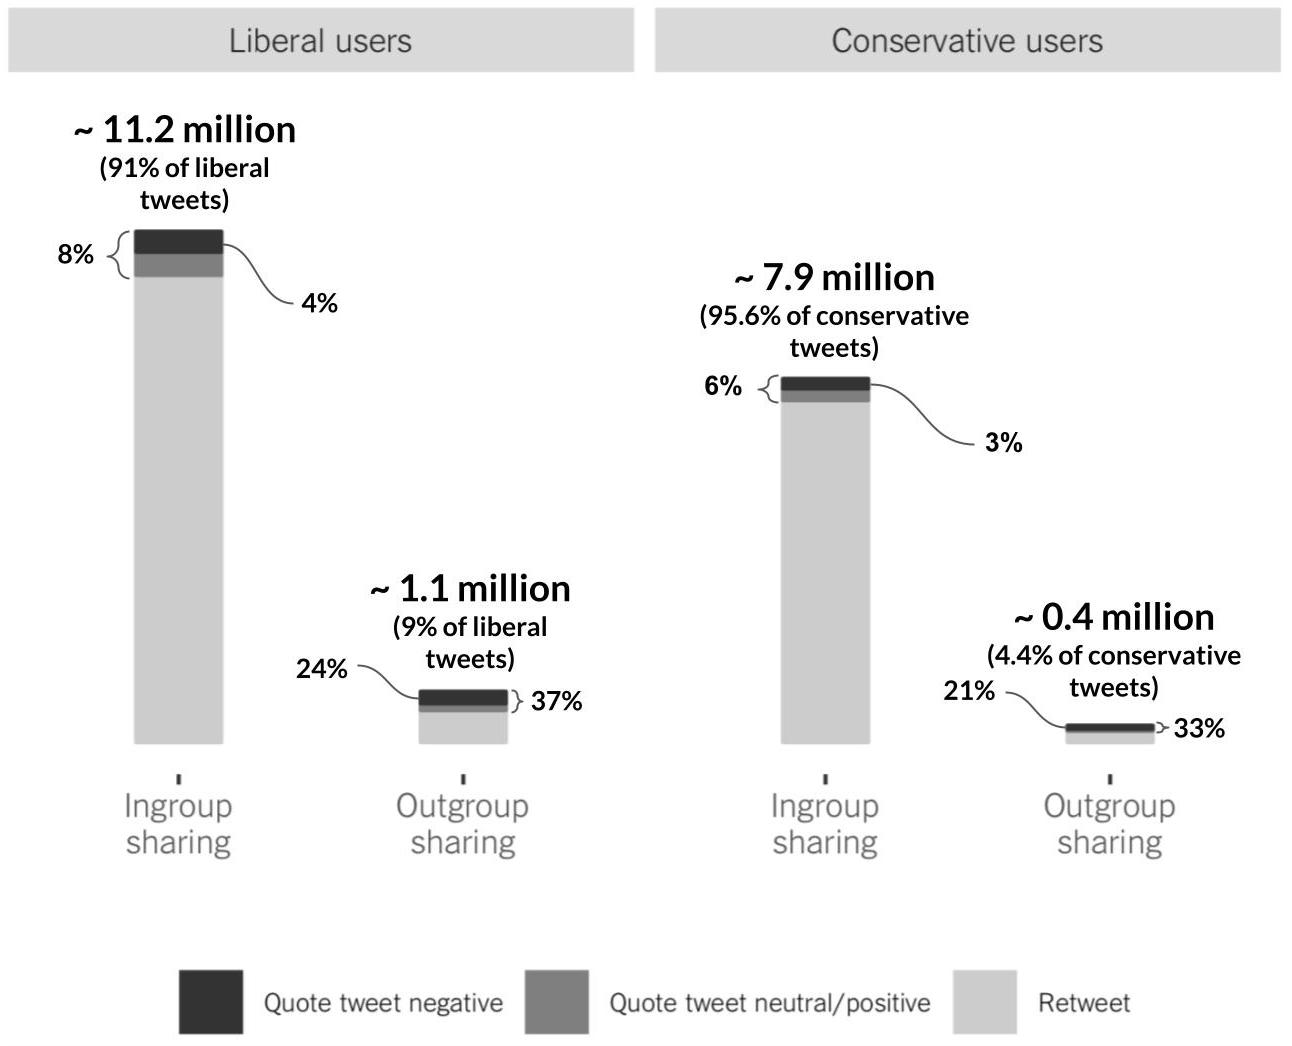 Liberal users
~ 11.2 million
(91% of liberal
tweets)
8%
4%
~ 1.1 million
(9% of liberal
tweets)
24%
37%
Ingroup
sharing
Outgroup
sharing
Conservative users
~ 7.9 million
(95.6% of conservative
tweets)
6%
3%
~ 0.4 million
(4.4% of conservative
tweets)
21%
33%
Ingroup
sharing
Outgroup
sharing
Quote tweet negative
Quote tweet neutral/positive
Retweet